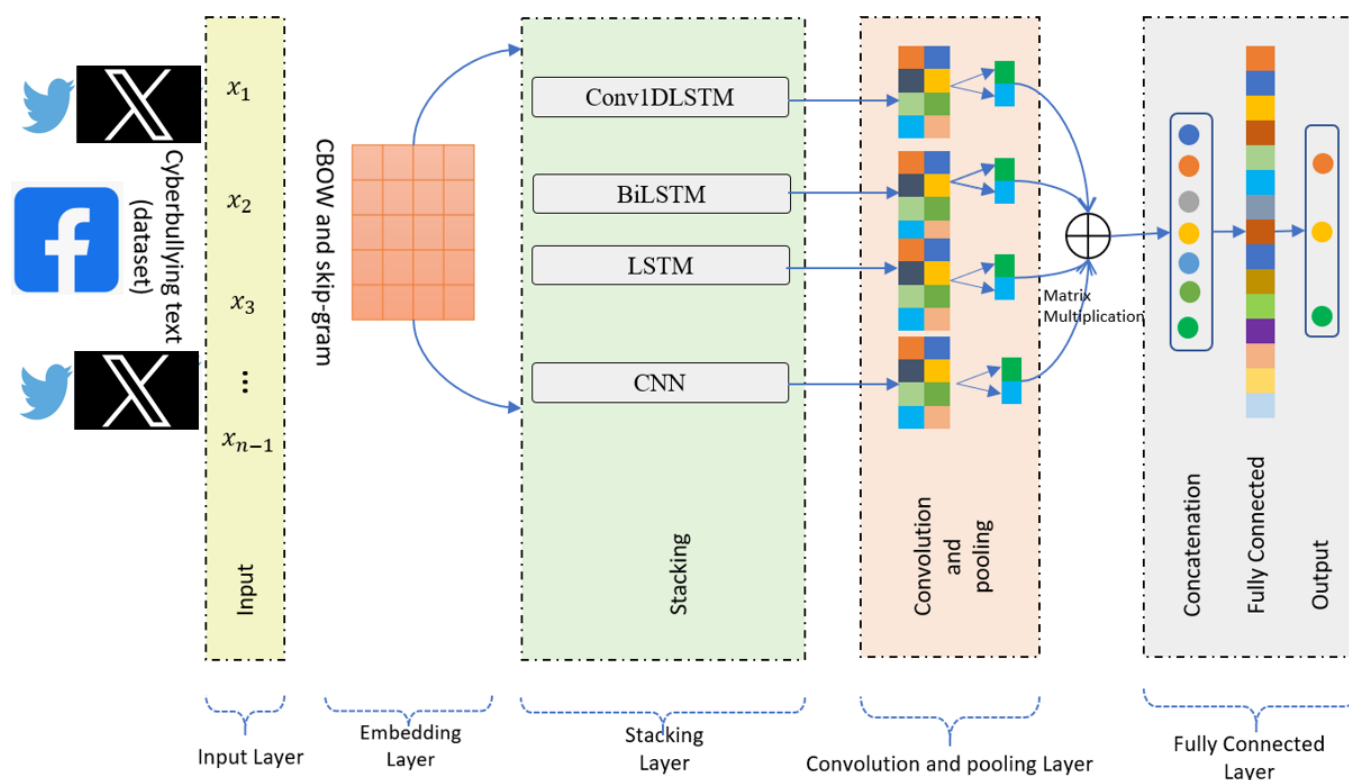 x₁
x₂
x₃
...
xₙ₋₁
Input
Cyberbullying text
(dataset)
CBOW and skip-gram
Conv1DLSTM
BiLSTM
LSTM
CNN
Stacking
Convolution
and
pooling
Matrix
Multiplication
Concatenation
Fully Connected
Output
Input Layer
Embedding
Layer
Stacking
Layer
Convolution and pooling Layer
Fully Connected
Layer